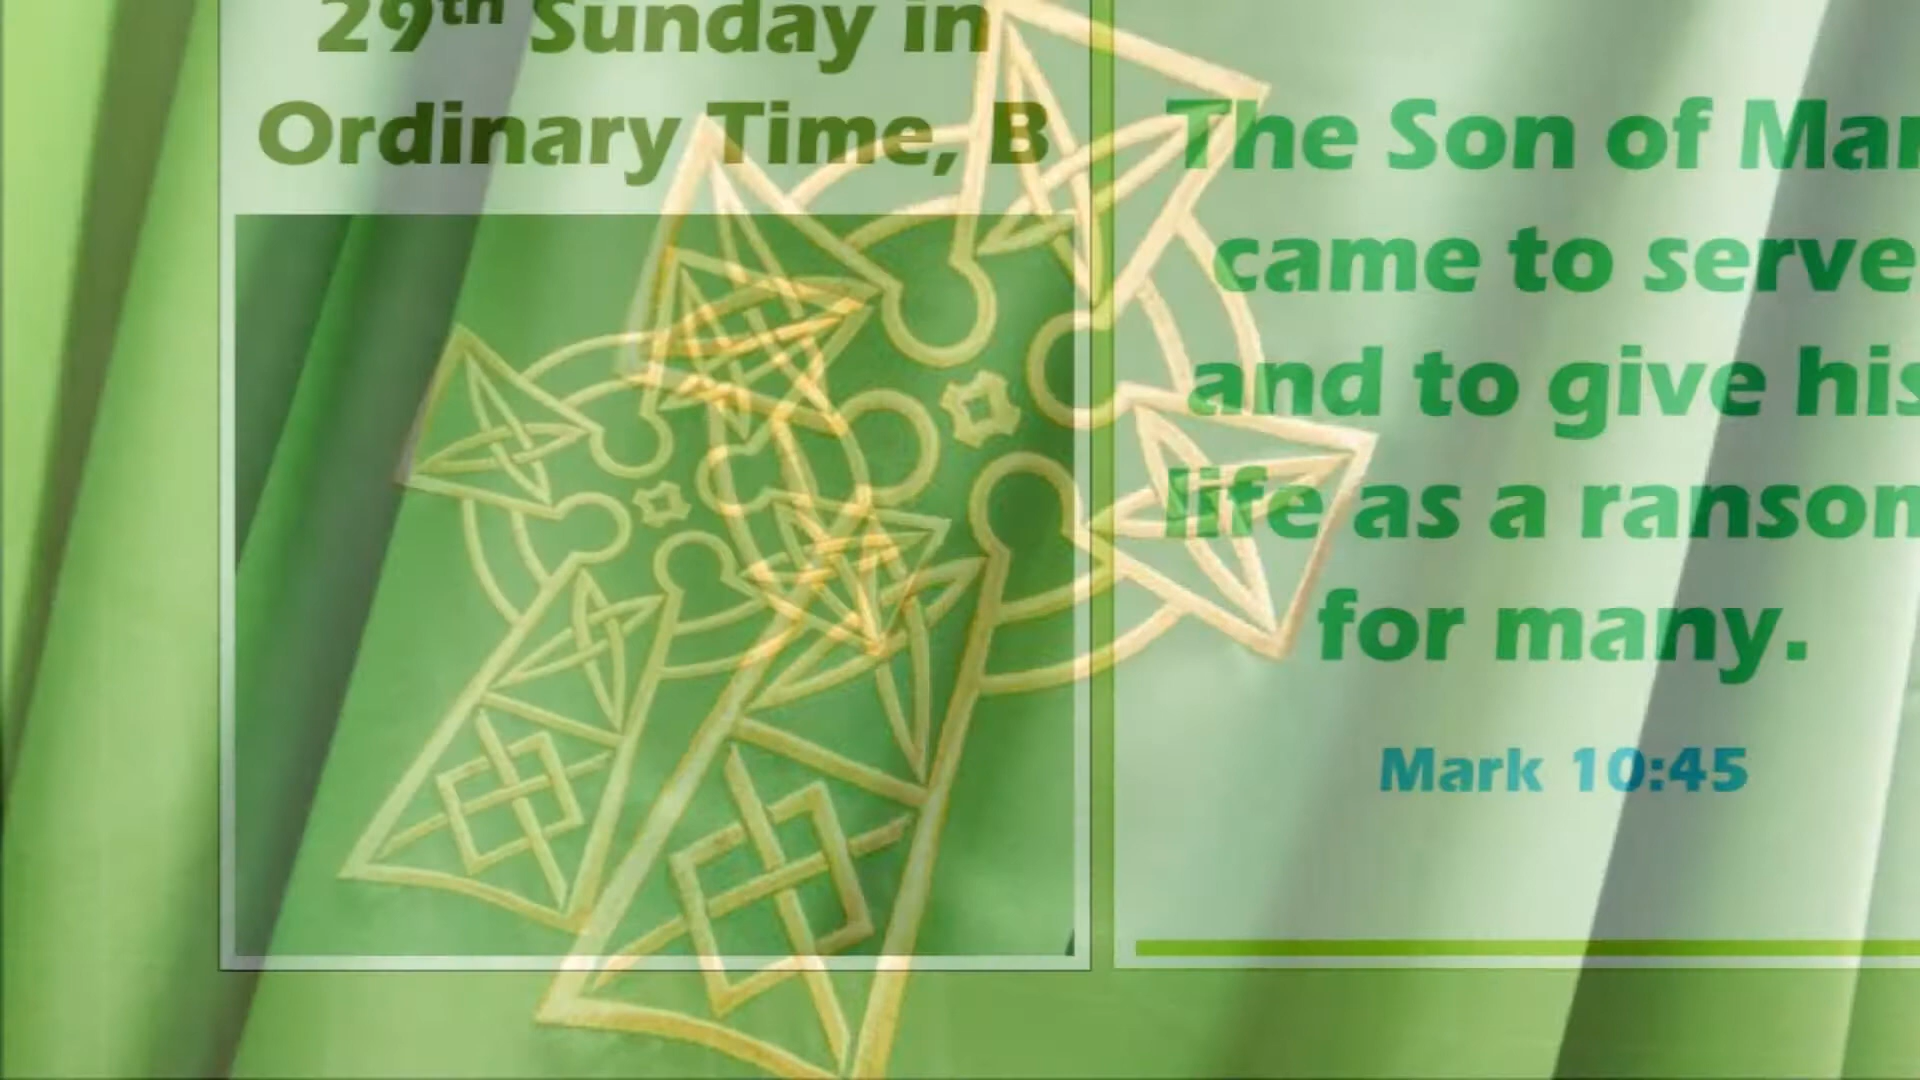 29th Sunday in
Ordinary Time, B
The Son of Man
came to serve
and to give his
life as a ransom
for many.
Mark 10:45